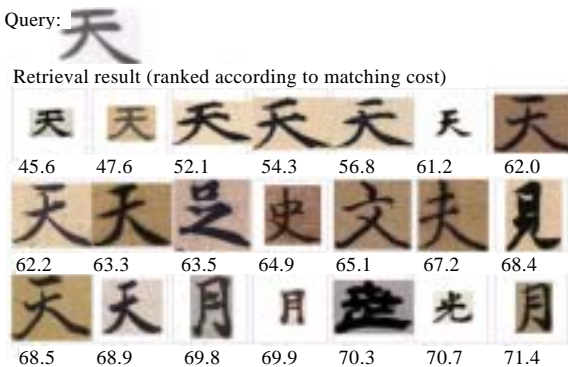 Query: 天
Retrieval result (ranked according to matching cost)
天 天 天 天 天 天 天
45.6 47.6 52.1 54.3 56.8 61.2 62.0
天 天 足 史 文 夫 見
62.2 63.3 63.5 64.9 65.1 67.2 68.4
天 天 月 月 光 月
68.5 68.9 69.8 69.9 70.3 70.7 71.4